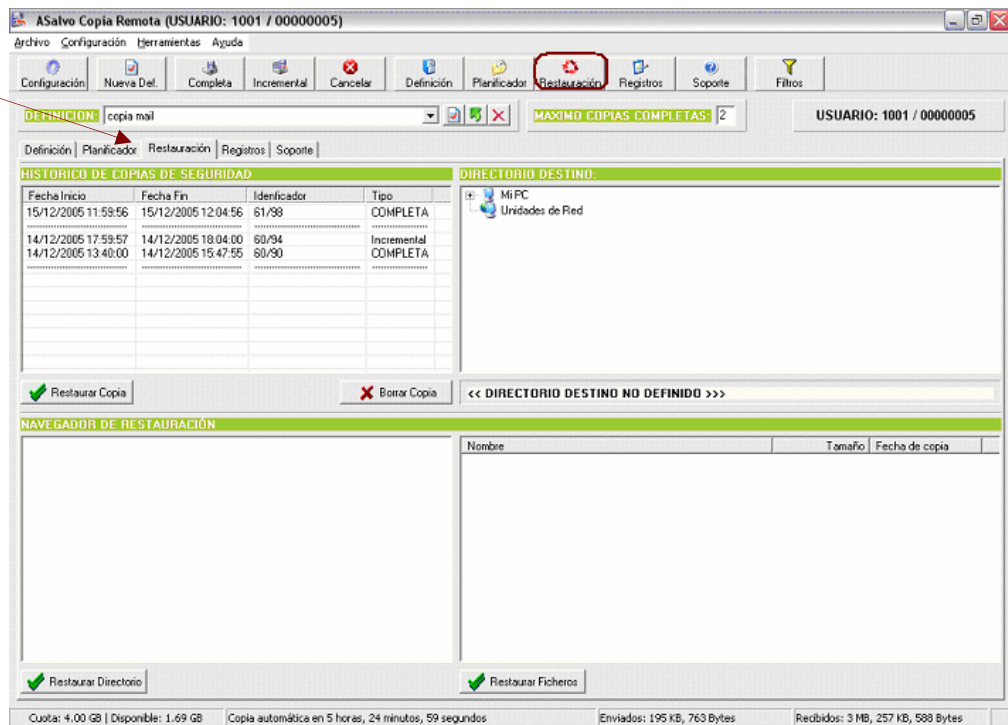 ASalvo Copia Remota (USUARIO: 1001 / 00000005)
Archivo Configuración Herramientas Ayuda
Configuración Nueva Def. Completa Incremental Cancelar Definición Planificador Restauración Registros Soporte Filtros
DEFINICION: copia mail MAXIMO COPIAS COMPLETAS: 2 USUARIO: 1001 / 00000005
Definición Planificador Restauración Registros Soporte
HISTORICO DE COPIAS DE SEGURIDAD DIRECTORIO DESTINO:
Fecha Inicio Fecha Fin Idenficador Tipo
15/12/2005 11:59:56 15/12/2005 12:04:56 61/98 COMPLETA
14/12/2005 17:59:57 14/12/2005 18:04:00 60/94 Incremental
14/12/2005 13:40:00 14/12/2005 15:47:55 60/90 COMPLETA
Mi PC
Unidades de Red
Restaurar Copia Borrar Copia << DIRECTORIO DESTINO NO DEFINIDO >>>
NAVEGADOR DE RESTAURACIÓN
Nombre Tamaño Fecha de copia
Restaurar Directorio Restaurar Ficheros
Cuota: 4.00 GB | Disponible: 1.69 GB Copia automática en 5 horas, 24 minutos, 59 segundos Enviados: 195 KB, 763 Bytes Recibidos: 3 MB, 257 KB, 588 Bytes